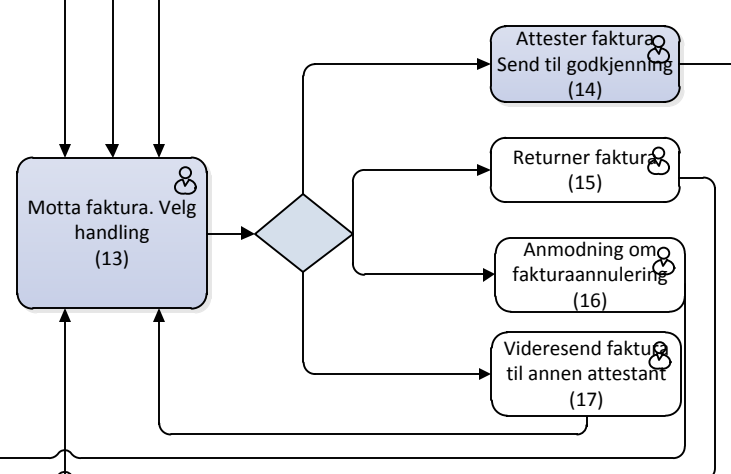 Attester faktura
Send til godkjenning
(14)
Returner faktura
(15)
Motta faktura. Velg
handling
(13)
Anmodning om
fakturaannulering
(16)
Videresend faktura
til annen attestant
(17)